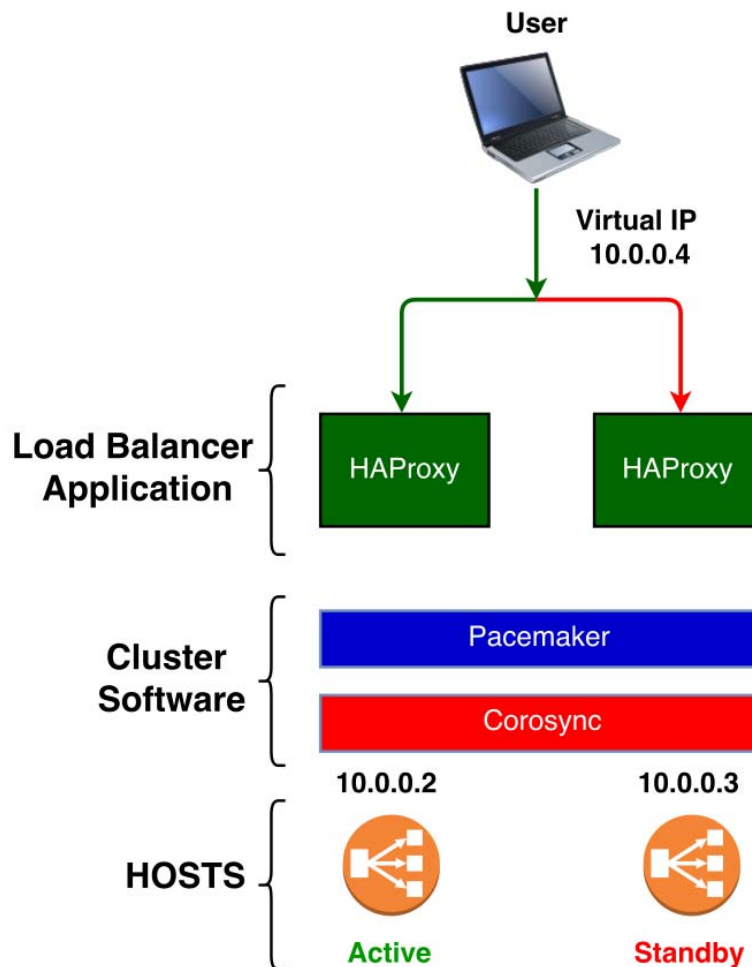 User
Virtual IP
10.0.0.4
Load Balancer
Application
HAProxy
HAProxy
Cluster
Software
Pacemaker
Corosync
10.0.0.2
10.0.0.3
HOSTS
Active
Standby